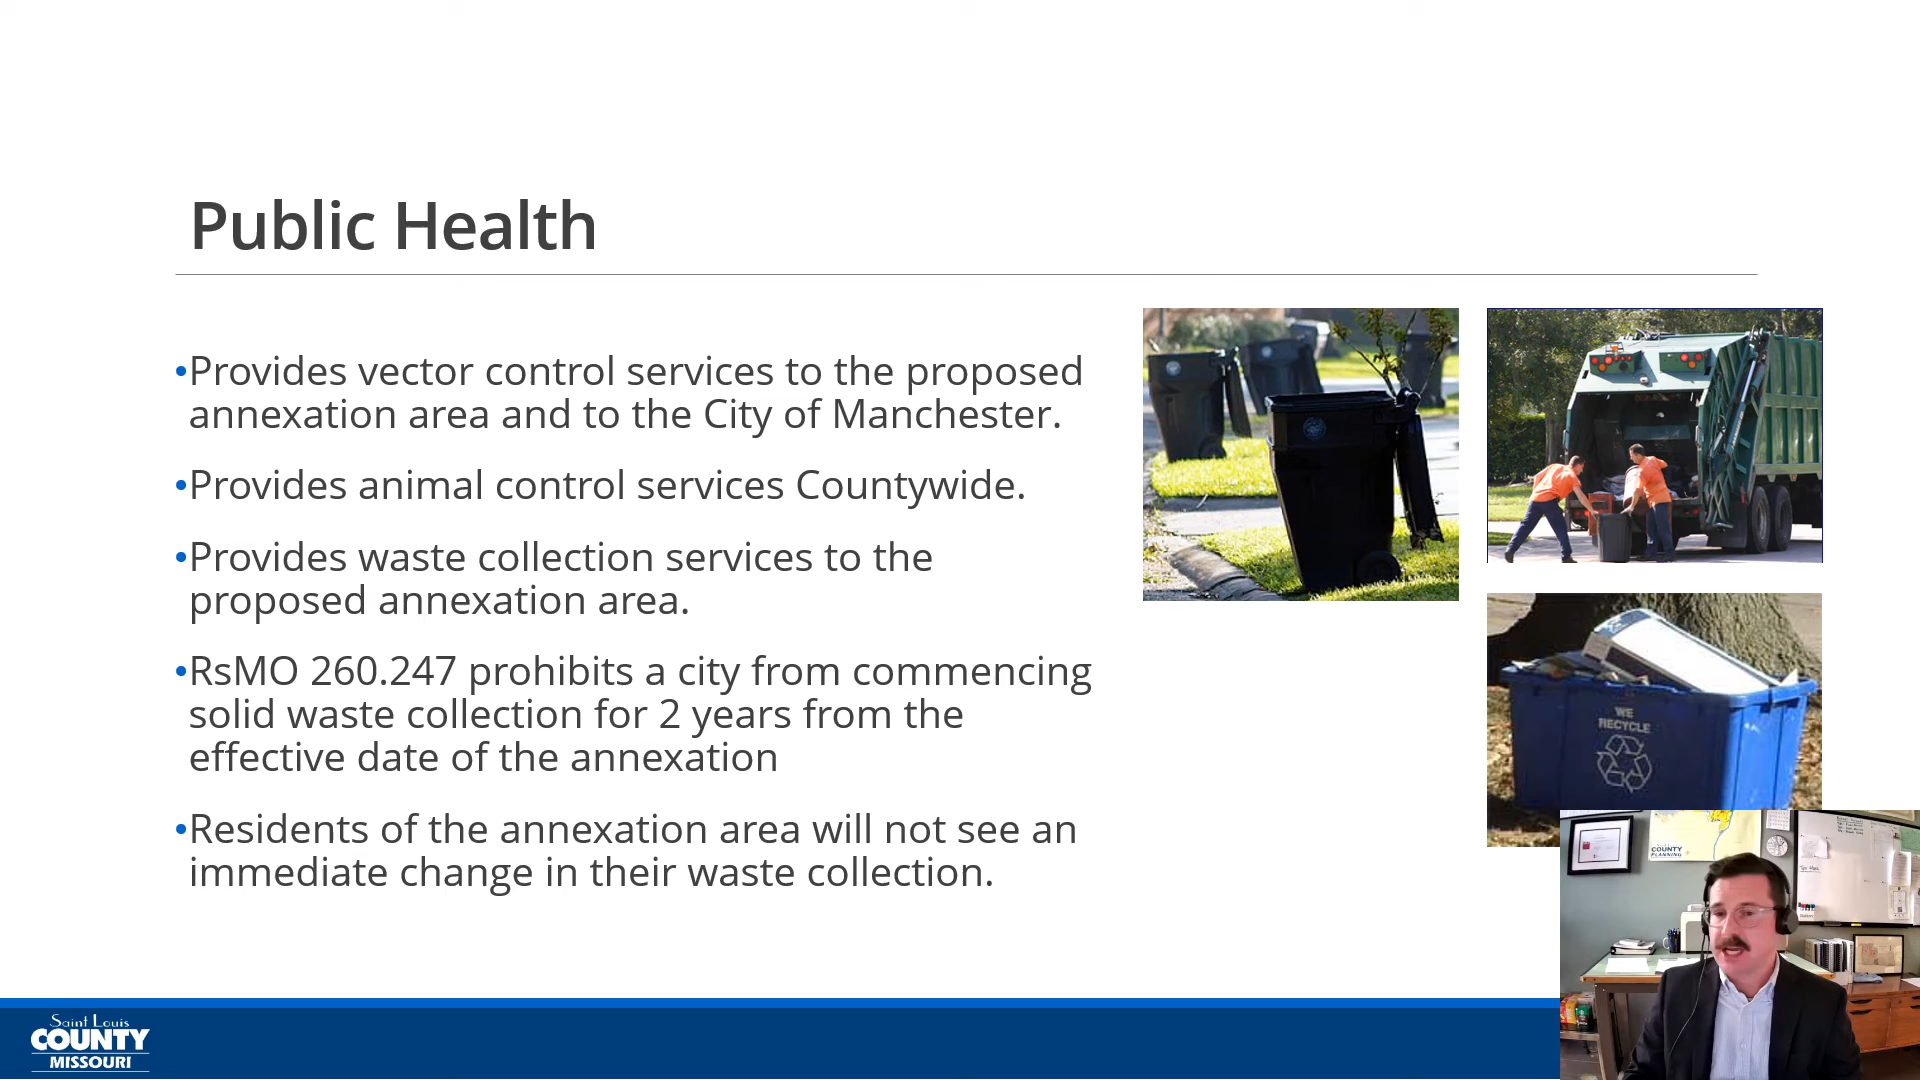 Public Health
•Provides vector control services to the proposed
annexation area and to the City of Manchester.
•Provides animal control services Countywide.
•Provides waste collection services to the
proposed annexation area.
•RsMO 260.247 prohibits a city from commencing
solid waste collection for 2 years from the
effective date of the annexation
•Residents of the annexation area will not see an
immediate change in their waste collection.
WE
RECYCLE
COUNTY
PLANNING
Saint Louis
COUNTY
MISSOURI